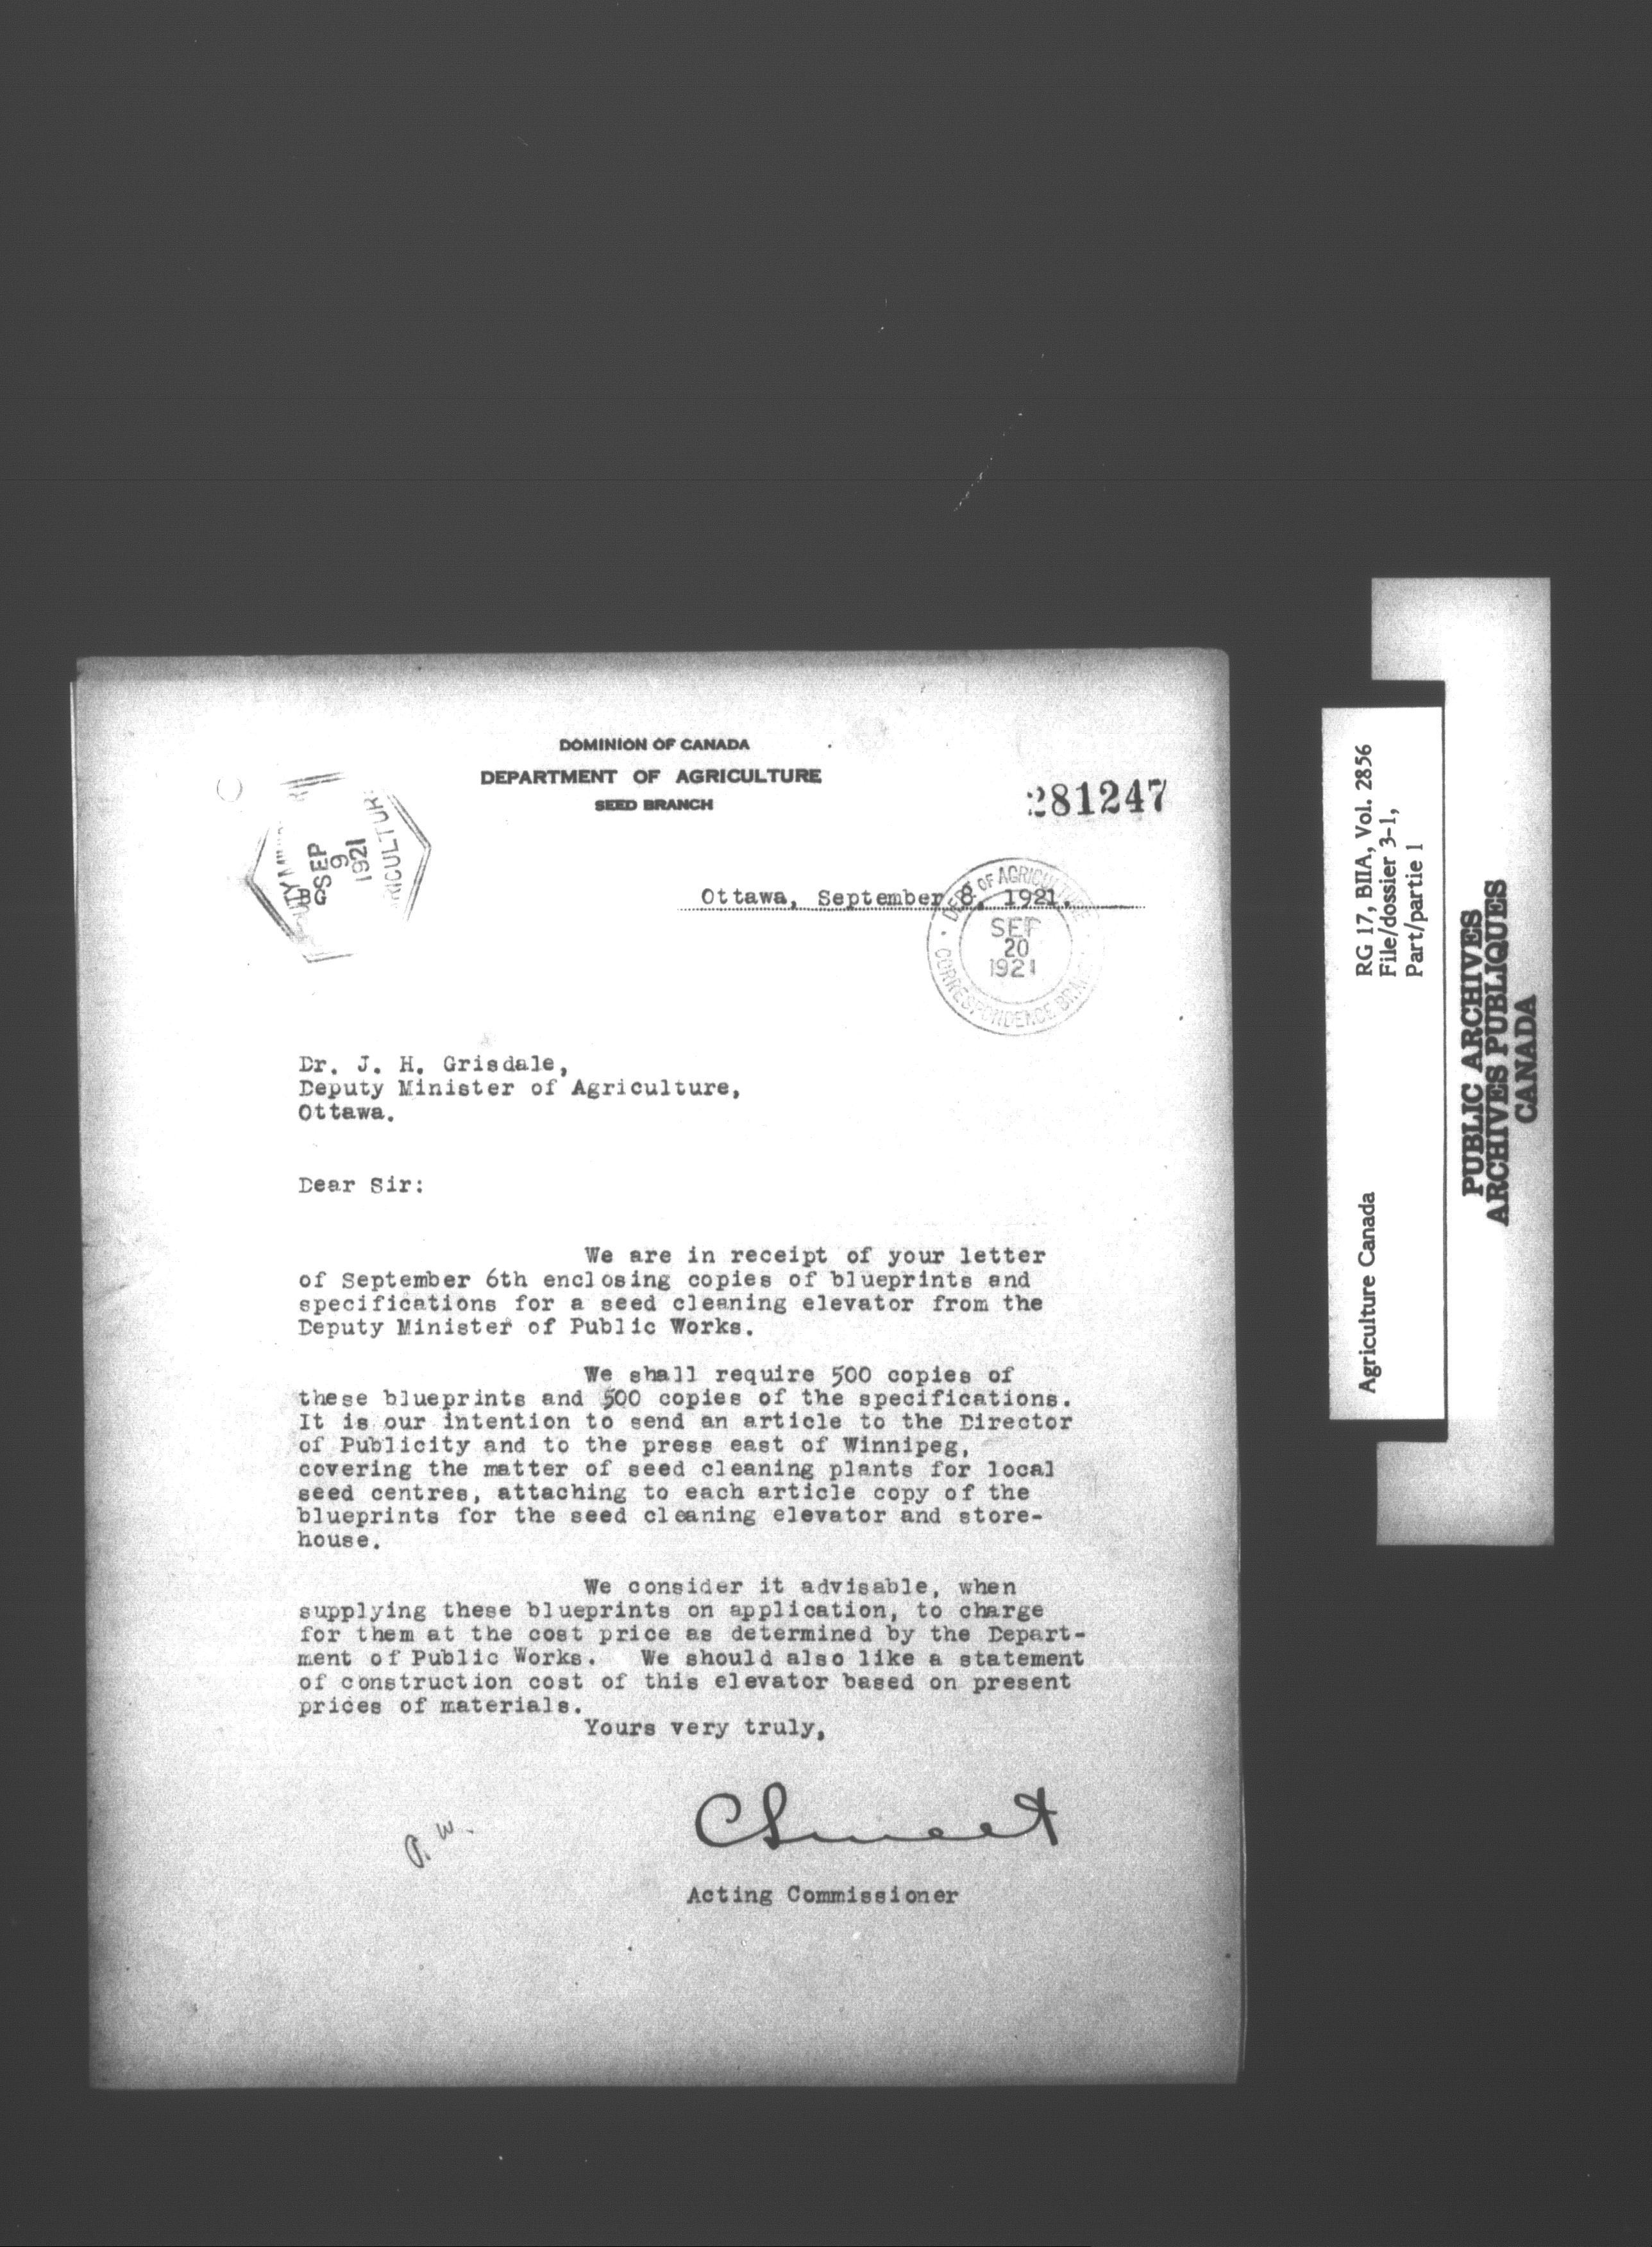 DOMINION OF CANADA
DEPARTMENT OF AGRICULTURE
SEED BRANCH
281247
SEP
9
1921
Ottawa, September 8, 1921.
DEPT OF AGRICULTURE
SEP
20
1921
CORRESPONDENCE
Dr. J. H. Grisdale,
Deputy Minister of Agriculture,
Ottawa.
Dear Sir:
We are in receipt of your letter
of September 6th enclosing copies of blueprints and
specifications for a seed cleaning elevator from the
Deputy Minister of Public Works.
We shall require 500 copies of
these blueprints and 500 copies of the specifications.
It is our intention to send an article to the Director
of Publicity and to the press east of Winnipeg,
covering the matter of seed cleaning plants for local
seed centres, attaching to each article copy of the
blueprints for the seed cleaning elevator and store-
house.
We consider it advisable, when
supplying these blueprints on application, to charge
for them at the cost price as determined by the Depart-
ment of Public Works. We should also like a statement
of construction cost of this elevator based on present
prices of materials.
Yours very truly,
P. W.
Acting Commissioner
RG 17, BIIA, Vol. 2856
File/dossier 3-1,
Part/partie 1
Agriculture Canada
PUBLIC ARCHIVES
ARCHIVES PUBLIQUES
CANADA